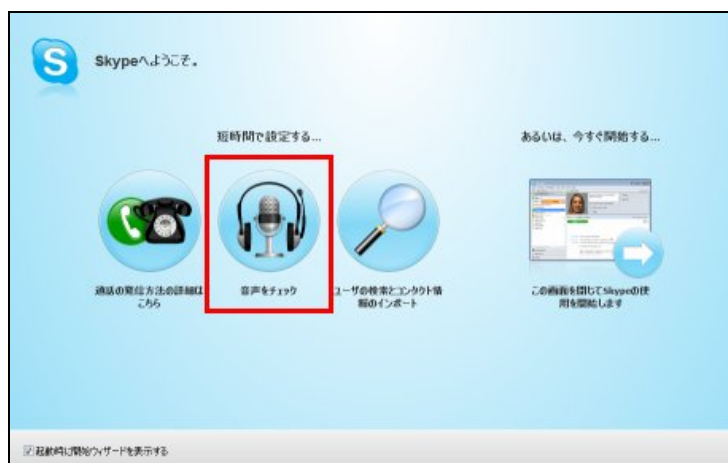 S
Skypeへようこそ。
短時間で設定する...
あるいは、今すぐ開始する...
通話の発信方法の詳細は
こちら
音声をチェック
ユーザの検索とコンタクト情
報のインポート
この画面を閉じてSkypeの使
用を開始します
起動時に開始ウィザードを表示する